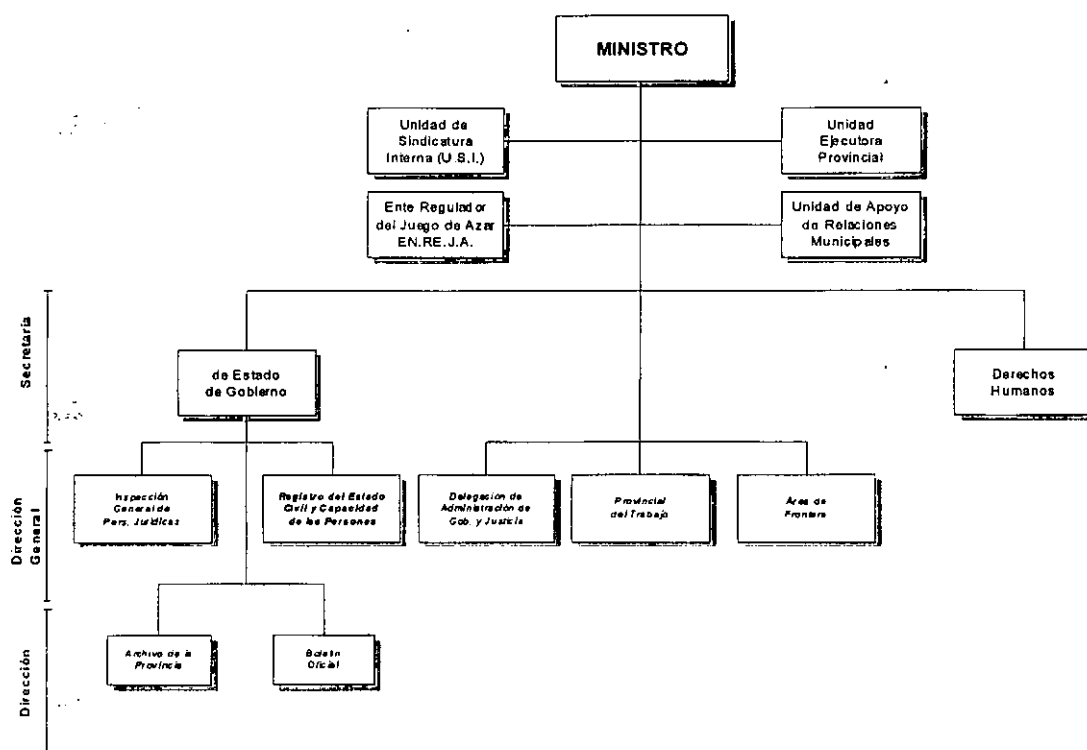 MINISTRO
Unidad de
Sindicatura
Interna (U.S.I.)
Unidad
Ejecutora
Provincial
Ente Regulador
del Juego de Azar
EN.RE.J.A.
Unidad de Apoyo
de Relaciones
Municipales
Secretaría
de Estado
de Gobierno
Derechos
Humanos
Dirección
General
Inspección
General de
Pers. Jurídicas
Registro del Estado
Civil y Capacidad
de las Personas
Delegación de
Administración de
Gob. y Justicia
Provincial
del Trabajo
Area de
Frontera
Dirección
Archivo de la
Provincia
Boletín
Oficial